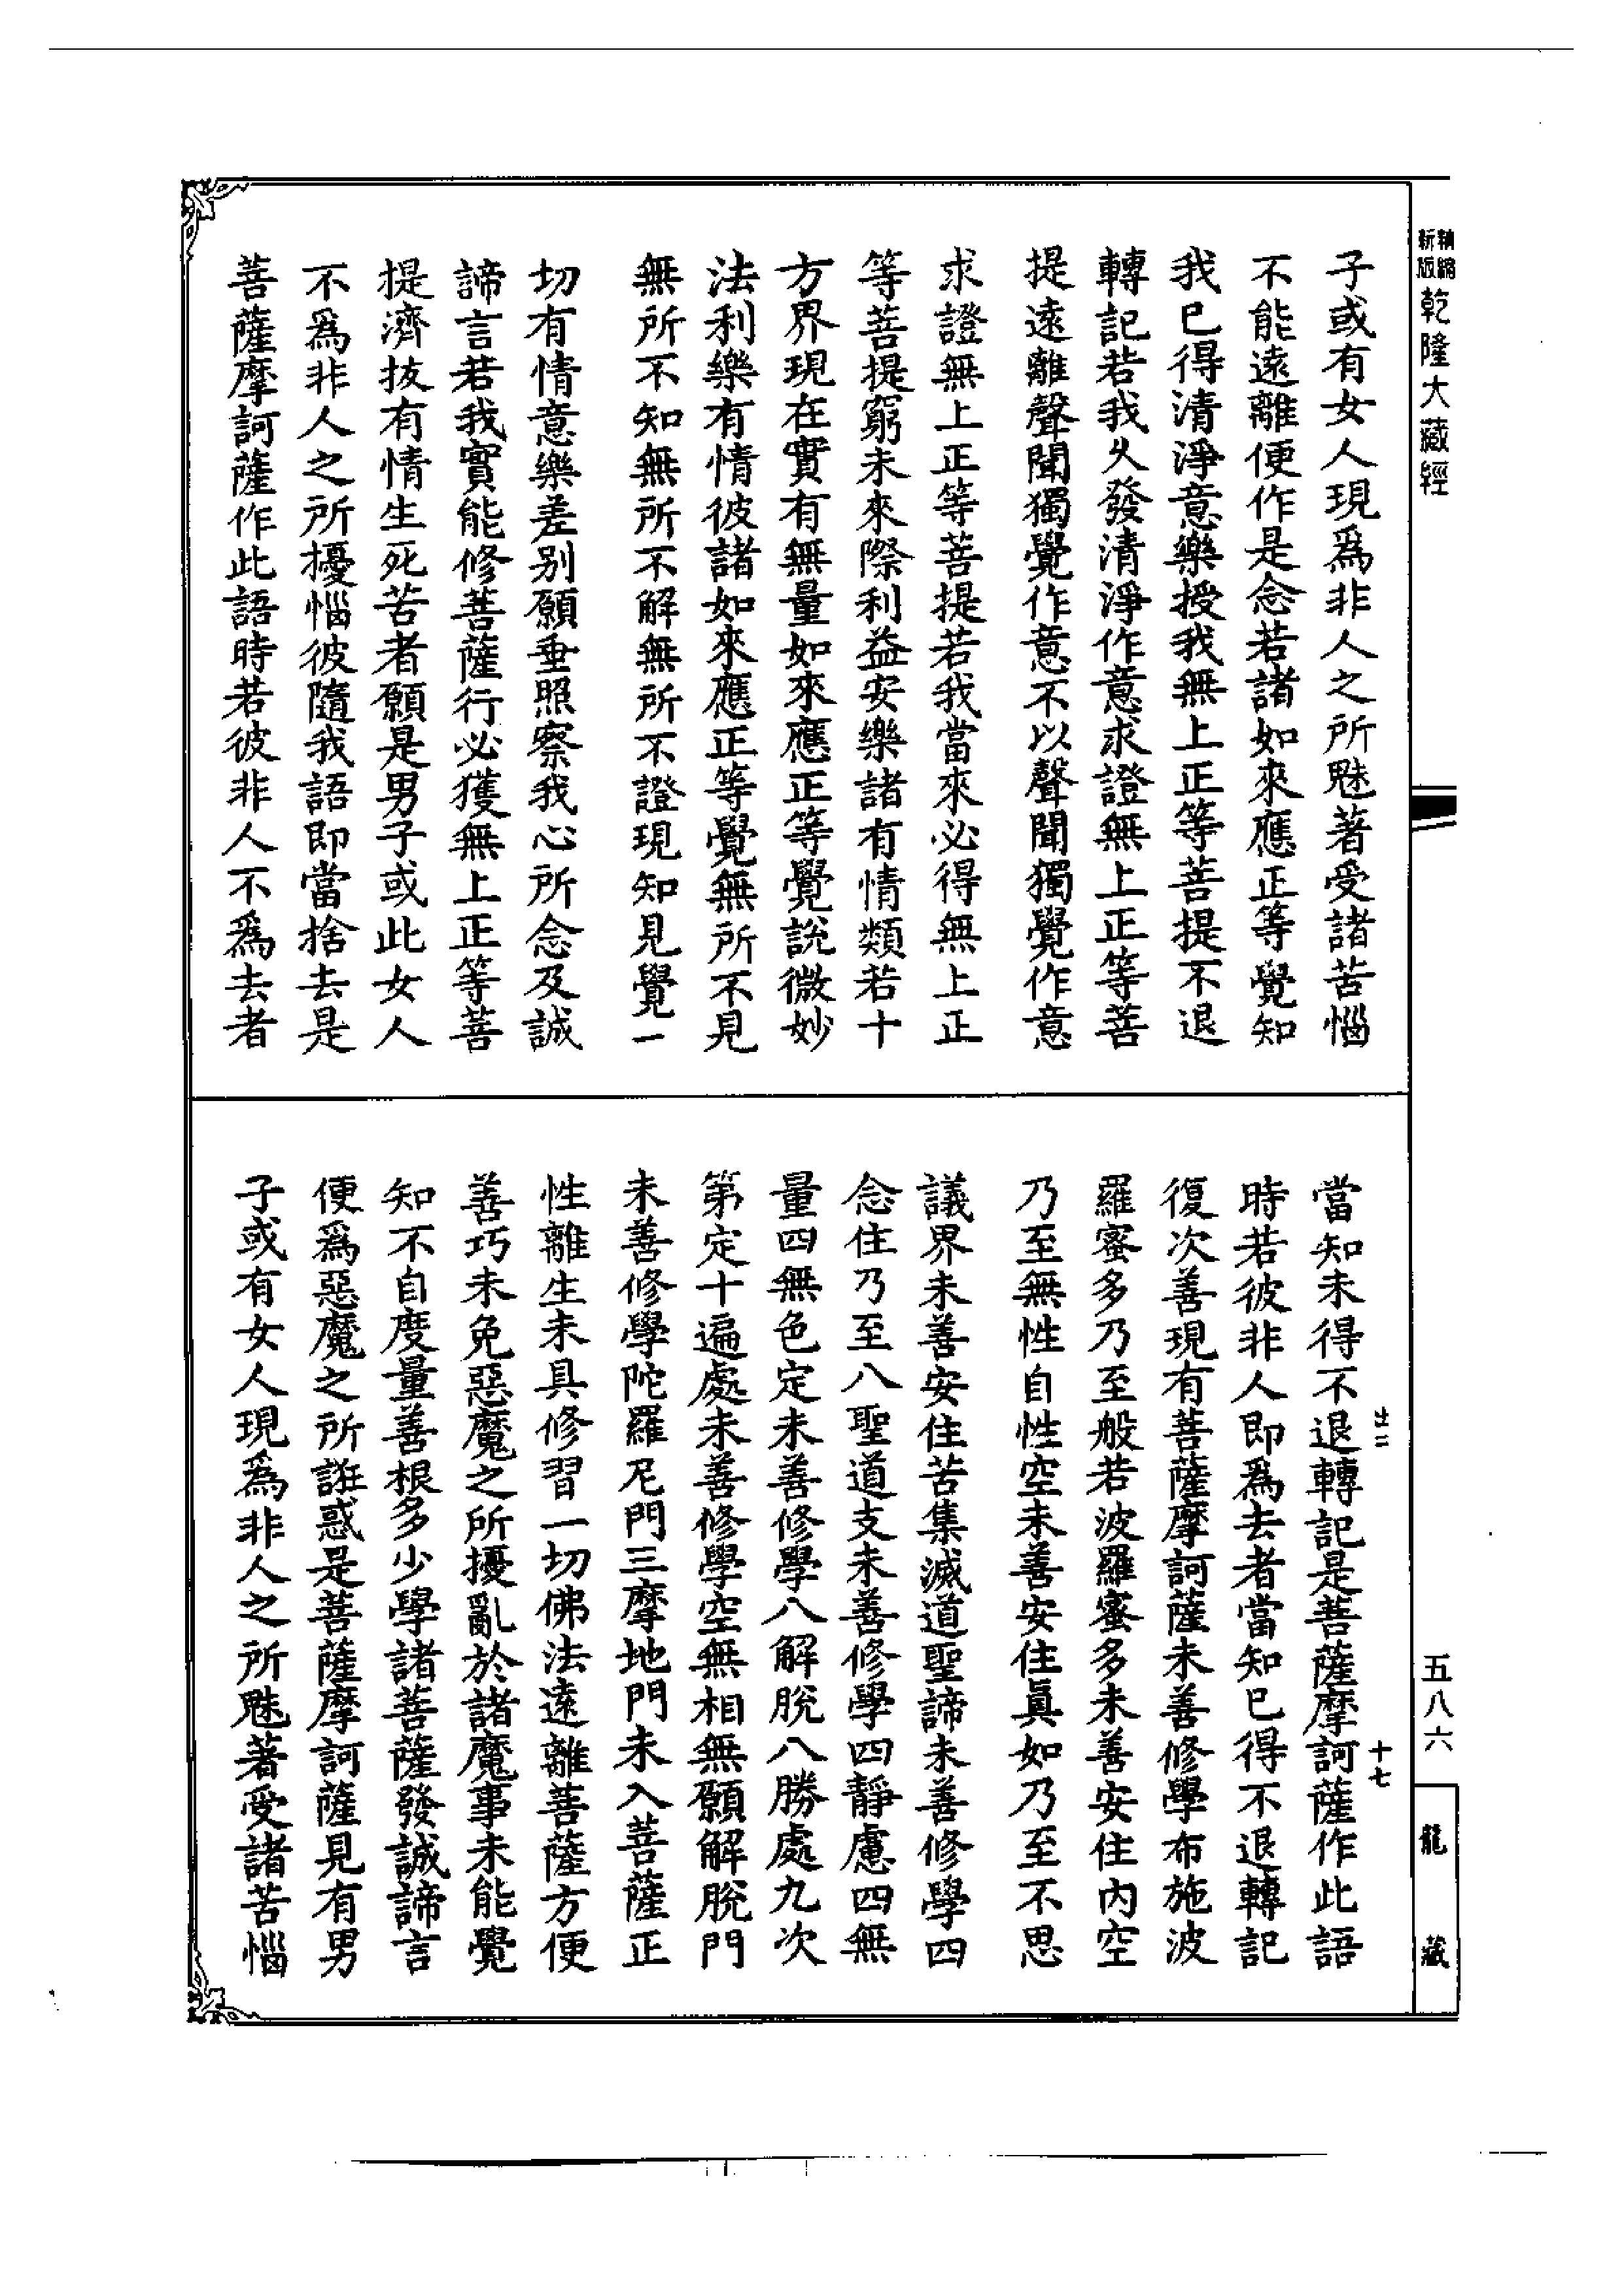 精縮新版乾隆大藏經
子或有女人現爲非人之所魅著受諸苦惱
不能遠離便作是念若諸如來應正等覺知
我已得清淨意樂授我無上正等菩提不退
轉記若我久發清淨作意求證無上正等菩
提遠離聲聞獨覺作意不以聲聞獨覺作意
求證無上正等菩提若我當來必得無上正
等菩提窮未來際利益安樂諸有情類若十
方界現在實有無量如來應正等覺說微妙
法利樂有情彼諸如來應正等覺無所不見
無所不知無所不解無所不證現知見覺一
切有情意樂差别願垂照察我心所念及誠
諦言若我實能修菩薩行必獲無上正等菩
提濟拔有情生死苦者願是男子或此女人
不爲非人之所擾惱彼隨我語即當捨去是
菩薩摩訶薩作此語時若彼非人不爲去者
當知未得不退轉記是菩薩摩訶薩作此語
時若彼非人即爲去者當知已得不退轉記
復次善現有菩薩摩訶薩未善修學布施波
羅蜜多乃至般若波羅蜜多未善安住内空
乃至無性自性空未善安住真如乃至不思
議界未善安住苦集滅道聖諦未善修學四
念住乃至八聖道支未善修學四靜慮四無
量四無色定未善修學八解脫八勝處九次
第定十遍處未善修學空無相無願解脫門
未善修學陀羅尼門三摩地門未入菩薩正
性離生未具修習一切佛法遠離菩薩方便
善巧未免惡魔之所擾亂於諸魔事未能覺
知不自度量善根多少學諸菩薩發誠諦言
便爲惡魔之所誑惑是菩薩摩訶薩見有男
子或有女人現爲非人之所魅著受諸苦惱
出二
十七
五八六
龍藏